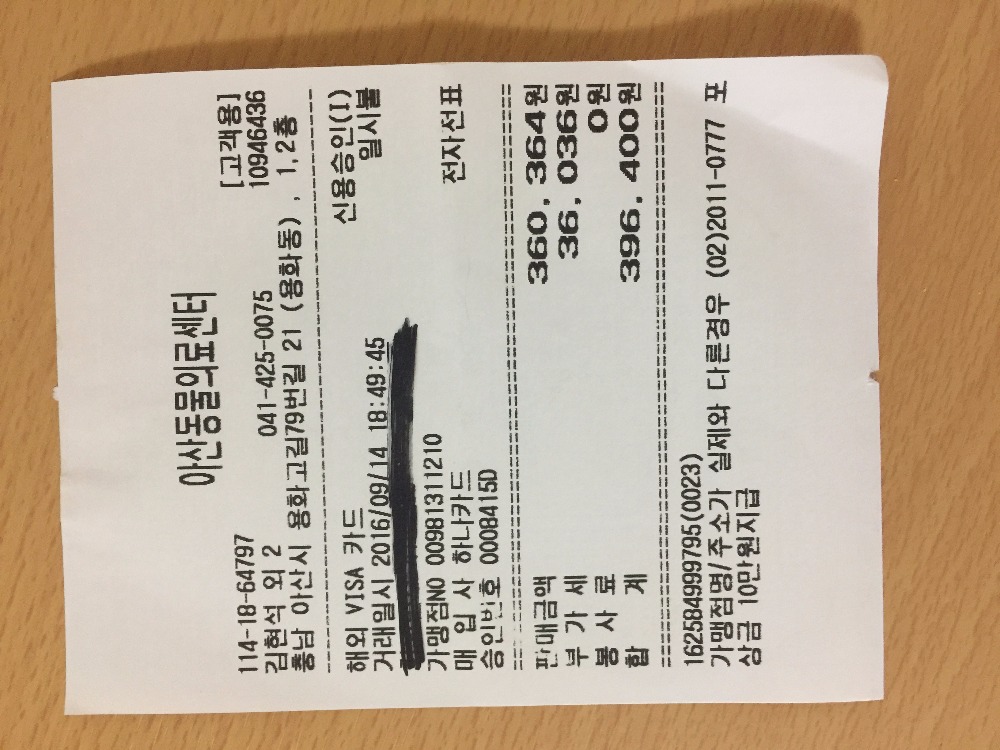 아산동물의료센터
[고객용]
114-18-64797 041-425-0075 10946436
김현석 외 2
충남 아산시 용화고길79번길 21 (용화동), 1,2층
신용승인(I)
해외 VISA 카드 일시불
거래일시 2016/09/14 18:49:45
가맹점NO 00981311210
매 입 사 하나카드 전자선표
승인번호 0008415D
판매금액 360,364원
부 가 세 36,036원
봉 사 료 0원
합 계 396,400원
162584999795(0023)
가맹점명/주소가 실제와 다른경우 (02)2011-0777 포
상금 10만원지급